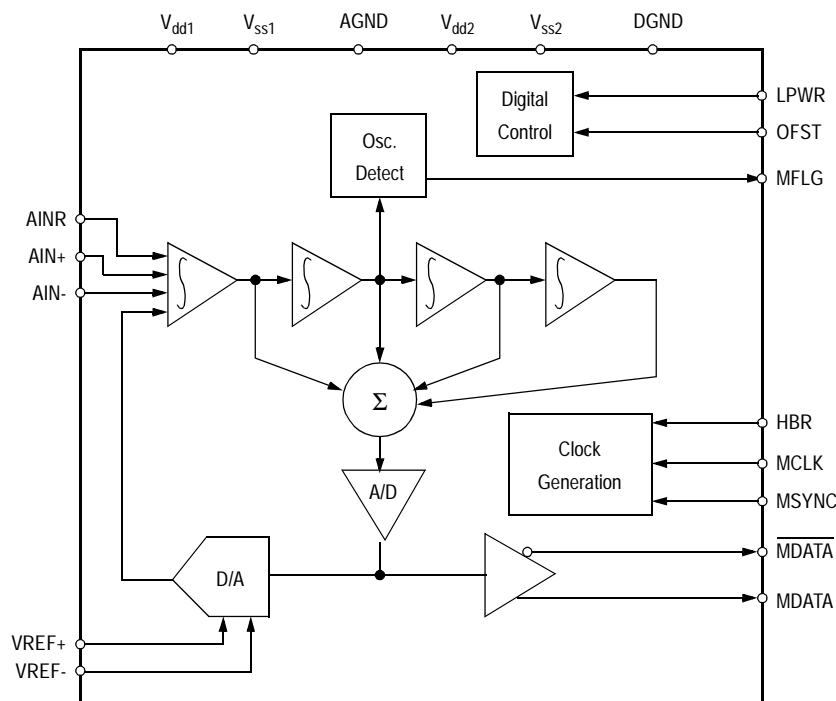 Vdd1 Vss1 AGND Vdd2 Vss2 DGND
Digital
Control
LPWR
OFST
Osc.
Detect
MFLG
AINR
AIN+
AIN-
∫ ∫ ∫ ∫
Σ
HBR
Clock
Generation
MCLK
MSYNC
A/D
MDATA
D/A
MDATA
VREF+
VREF-